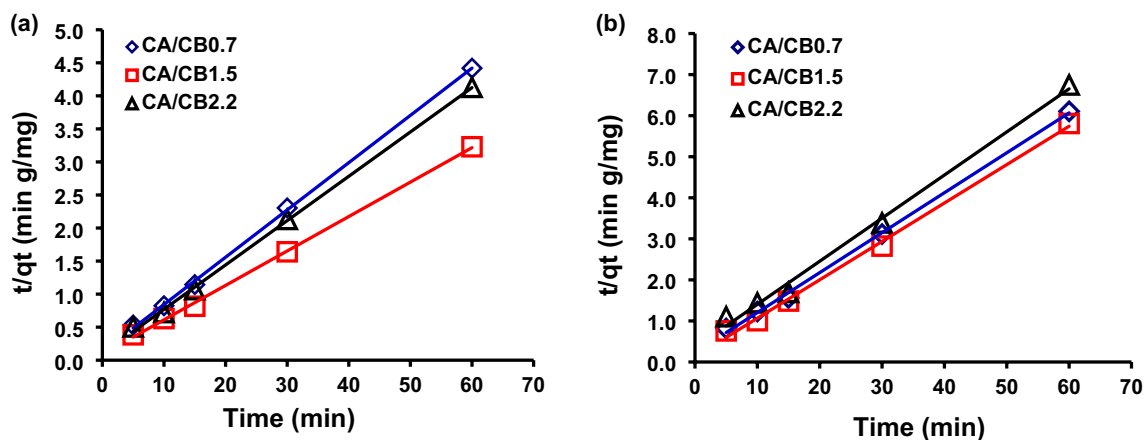 (a)
CA/CB0.7
CA/CB1.5
CA/CB2.2
t/qt (min g/mg)
5.0
4.5
4.0
3.5
3.0
2.5
2.0
1.5
1.0
0.5
0.0
0 10 20 30 40 50 60 70
Time (min)
(b)
CA/CB0.7
CA/CB1.5
CA/CB2.2
t/qt (min g/mg)
8.0
7.0
6.0
5.0
4.0
3.0
2.0
1.0
0.0
0 10 20 30 40 50 60 70
Time (min)